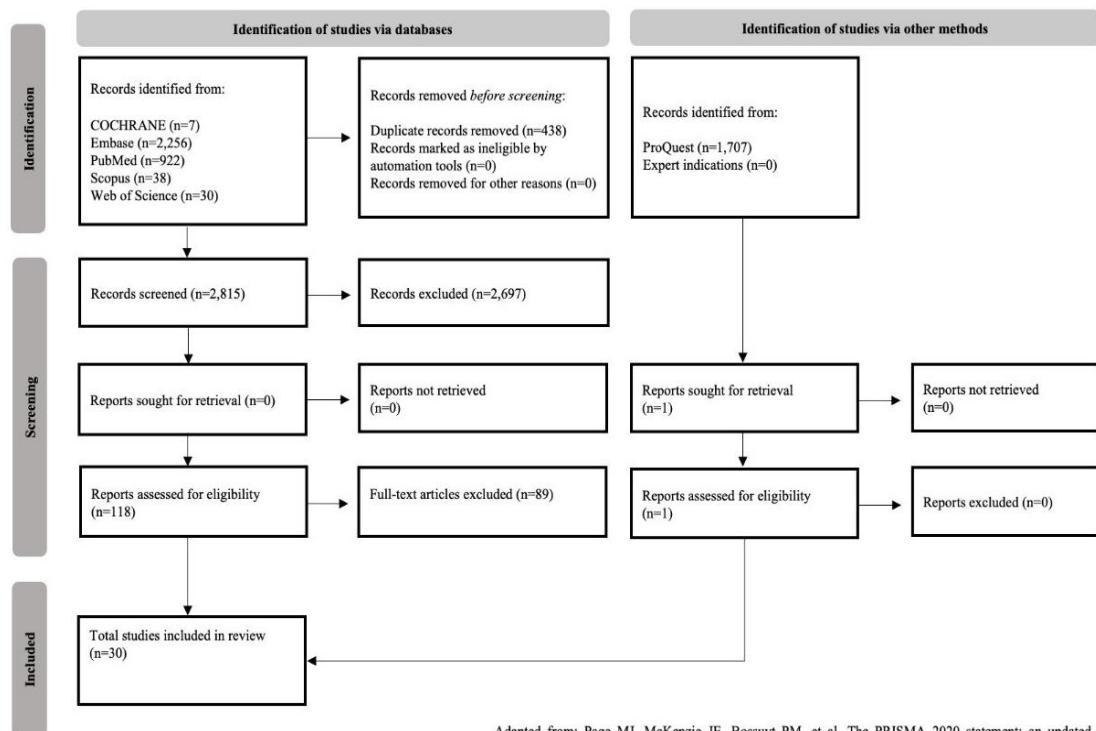 Identification of studies via databases
Identification of studies via other methods
Identification
Records identified from:
COCHRANE (n=7)
Embase (n=2,256)
PubMed (n=922)
Scopus (n=38)
Web of Science (n=30)
Records removed before screening:
Duplicate records removed (n=438)
Records marked as ineligible by
automation tools (n=0)
Records removed for other reasons (n=0)
Records identified from:
ProQuest (n=1,707)
Expert indications (n=0)
Screening
Records screened (n=2,815)
Records excluded (n=2,697)
Reports sought for retrieval (n=0)
Reports not retrieved
(n=0)
Reports sought for retrieval
(n=1)
Reports not retrieved
(n=0)
Reports assessed for eligibility
(n=118)
Full-text articles excluded (n=89)
Reports assessed for eligibility
(n=1)
Reports excluded (n=0)
Included
Total studies included in review
(n=30)
Adapted from: Page MJ, McKenzie JE, Bossuyt PM, et al. The PRISMA 2020 statement: an updated